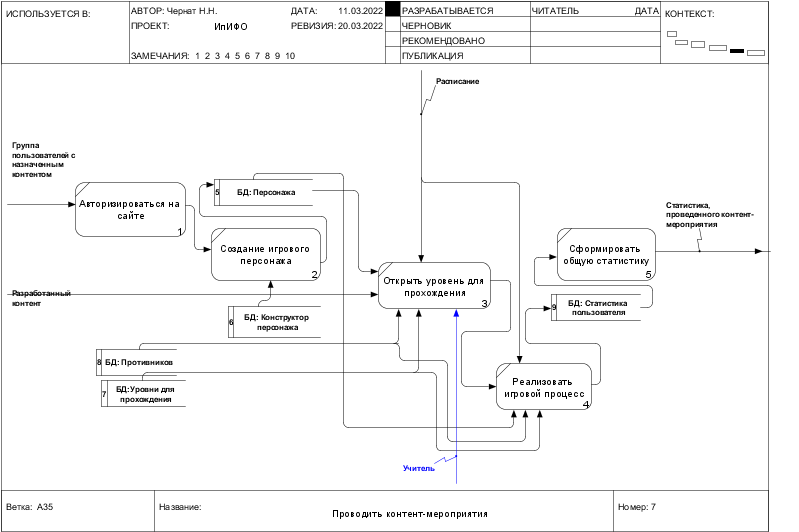 ИСПОЛЬЗУЕТСЯ В:
АВТОР: Чернат Н.Н.
ДАТА: 11.03.2022
РАЗРАБАТЫВАЕТСЯ
ЧИТАТЕЛЬ ДАТА
КОНТЕКСТ:
ПРОЕКТ: ИпИФО
РЕВИЗИЯ: 20.03.2022
ЧЕРНОВИК
РЕКОМЕНДОВАНО
ЗАМЕЧАНИЯ: 1 2 3 4 5 6 7 8 9 10
ПУБЛИКАЦИЯ
Расписание
Группа
пользователей с
назначенным
контентом
Авторизироваться на
сайте
1
5 БД: Персонажа
Статистика,
проведенного контент-
мероприятия
Создание игрового
персонажа
2
Сформировать
общую статистику
5
Открыть уровень для
прохождения
3
Разработанный
контент
6
БД: Конструктор
персонажа
9
БД: Статистика
пользователя
8 БД: Противников
7
БД:Уровни для
прохождения
Реализовать
игровой процесс
4
Учитель
Ветка: A35
Название:
Проводить контент-мероприятия
Номер: 7